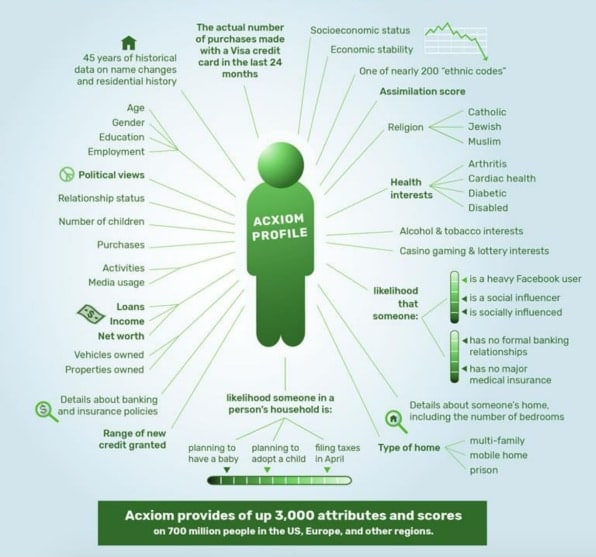 The actual number
of purchases made
with a Visa credit
card in the last 24
months
45 years of historical
data on name changes
and residential history
Socioeconomic status
Economic stability
One of nearly 200 "ethnic codes"
Assimilation score
Religion
Catholic
Jewish
Muslim
Health
interests
Arthritis
Cardiac health
Diabetic
Disabled
Alcohol & tobacco interests
Casino gaming & lottery interests
likelihood
that
someone:
is a heavy Facebook user
is a social influencer
is socially influenced
has no formal banking
relationships
has no major
medical insurance
Details about someone's home,
including the number of bedrooms
Type of home
multi-family
mobile home
prison
Age
Gender
Education
Employment
Political views
Relationship status
Number of children
Purchases
Activities
Media usage
Loans
Income
Net worth
Vehicles owned
Properties owned
Details about banking
and insurance policies
Range of new
credit granted
ACXIOM
PROFILE
likelihood someone in a
person's household is:
planning to
have a baby
planning to
adopt a child
filing taxes
in April
Acxiom provides of up 3,000 attributes and scores
on 700 million people in the US, Europe, and other regions.